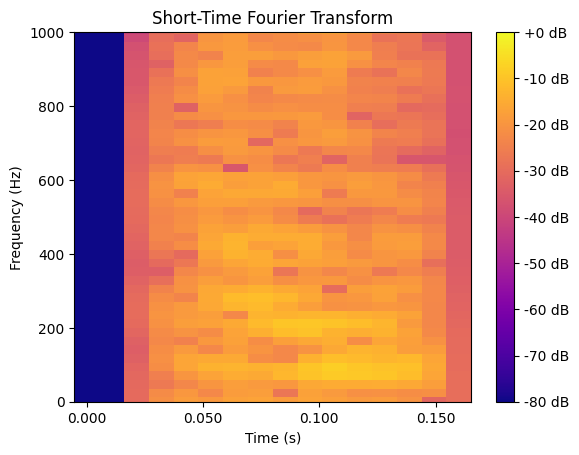 Short-Time Fourier Transform
1000
800
600
400
200
0
Frequency (Hz)
0.000
0.050
0.100
0.150
Time (s)
+0 dB
-10 dB
-20 dB
-30 dB
-40 dB
-50 dB
-60 dB
-70 dB
-80 dB